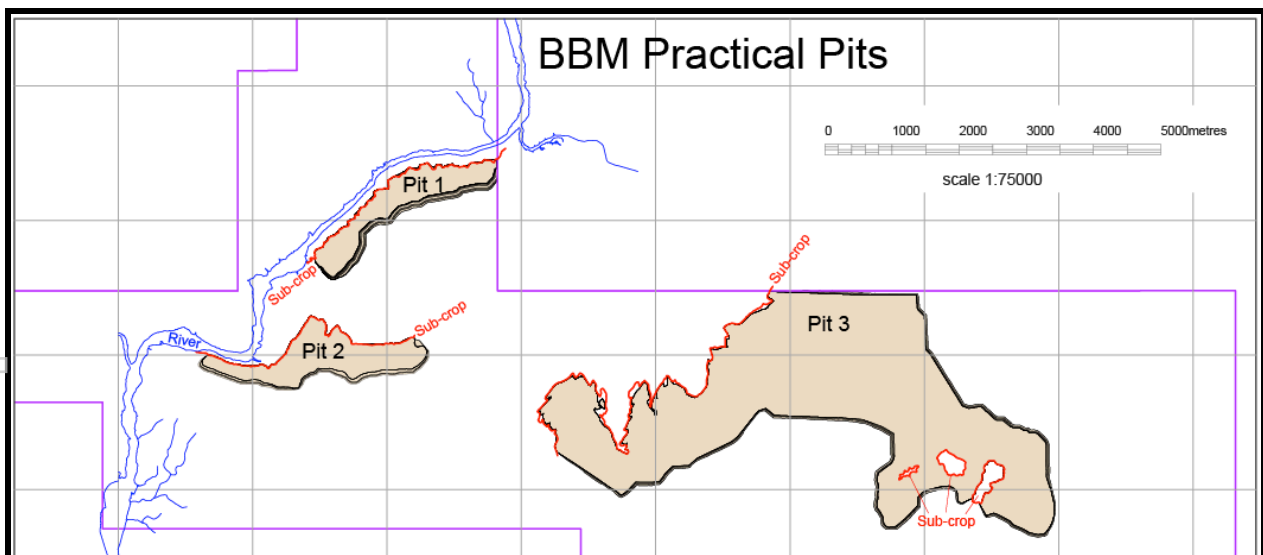 BBM Practical Pits
0 1000 2000 3000 4000 5000metres
scale 1:75000
Pit 1
Sub-crop
Sub-crop
Sub-crop
River
Pit 2
Pit 3
Sub-crop